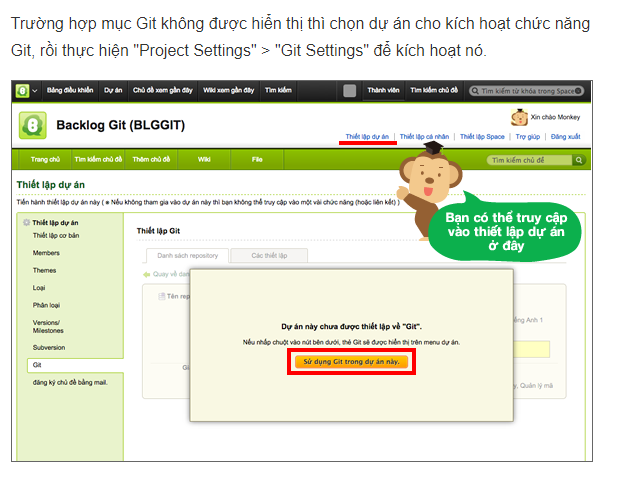 Trường hợp mục Git không được hiển thị thì chọn dự án cho kích hoạt chức năng
Git, rồi thực hiện "Project Settings" > "Git Settings" để kích hoạt nó.
Bảng điều khiển Dự án Chủ đề xem gần đây Wiki xem gần đây Tìm kiếm Thành viên Tìm kiếm chủ đề Tìm kiếm từ khóa trong Space
Xin chào Monkey
Backlog Git (BLGGIT)
Thiết lập dự án Thiết lập cá nhân Thiết lập Space Trợ giúp Đăng xuất
Trang chủ Tìm kiếm chủ đề Thêm chủ đề Wiki File Tìm kiếm chủ đề
Thiết lập dự án
Tiến hành thiết lập dự án này ( ※ Nếu không tham gia vào dự án này thì bạn không thể truy cập vào một vài chức năng (hoặc liên kết) )
Bạn có thể truy cập
vào thiết lập dự án
ở đây
Thiết lập dự án
Thiết lập cơ bản
Members
Themes
Loại
Phân loại
Versions/
Milestones
Subversion
Git
đăng ký chủ đề bằng mail.
Thiết lập Git
Danh sách repository Các thiết lập
Quay về dan
Tên rep
ếng Anh 1
Gi
y, Quản lý mã
Dự án này chưa được thiết lập về "Git".
Nếu nhấp chuột vào nút bên dưới, thẻ Git sẽ được hiển thị trên menu dự án.
Sử dụng Git trong dự án này.